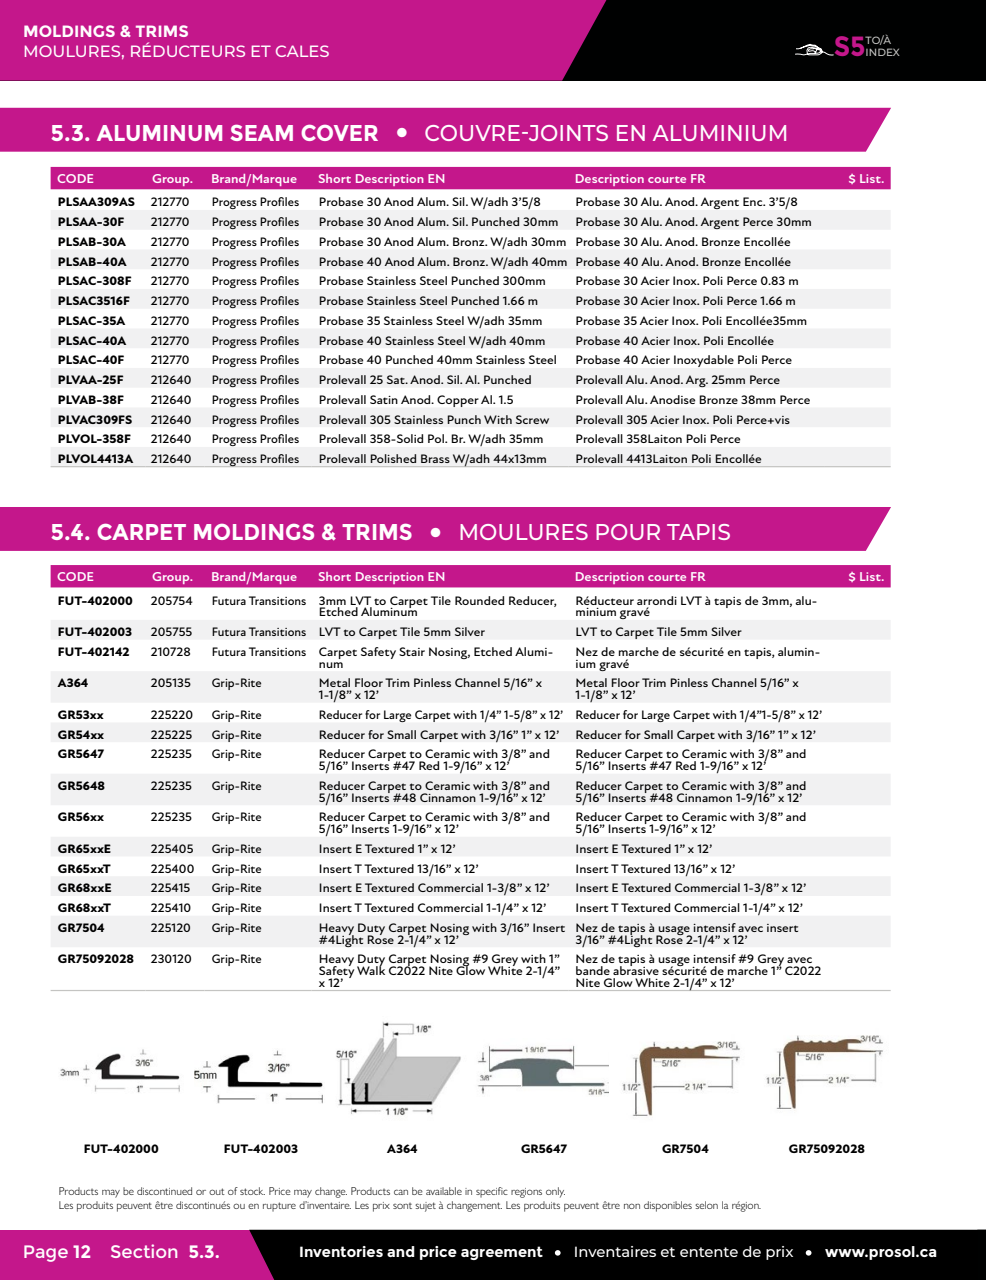 MOLDINGS & TRIMS
MOULURES, RÉDUCTEURS ET CALES
S5 TO/À INDEX
5.3. ALUMINUM SEAM COVER • COUVRE-JOINTS EN ALUMINIUM
CODE Group. Brand/Marque Short Description EN Description courte FR $ List.
PLSAA309AS 212770 Progress Profiles Probase 30 Anod Alum. Sil. W/adh 3'5/8 Probase 30 Alu. Anod. Argent Enc. 3'5/8
PLSAA-30F 212770 Progress Profiles Probase 30 Anod Alum. Sil. Punched 30mm Probase 30 Alu. Anod. Argent Perce 30mm
PLSAB-30A 212770 Progress Profiles Probase 30 Anod Alum. Bronz. W/adh 30mm Probase 30 Alu. Anod. Bronze Encollée
PLSAB-40A 212770 Progress Profiles Probase 40 Anod Alum. Bronz. W/adh 40mm Probase 40 Alu. Anod. Bronze Encollée
PLSAC-308F 212770 Progress Profiles Probase Stainless Steel Punched 300mm Probase 30 Acier Inox. Poli Perce 0.83 m
PLSAC3516F 212770 Progress Profiles Probase Stainless Steel Punched 1.66 m Probase 30 Acier Inox. Poli Perce 1.66 m
PLSAC-35A 212770 Progress Profiles Probase 35 Stainless Steel W/adh 35mm Probase 35 Acier Inox. Poli Encollée35mm
PLSAC-40A 212770 Progress Profiles Probase 40 Stainless Steel W/adh 40mm Probase 40 Acier Inox. Poli Encollée
PLSAC-40F 212770 Progress Profiles Probase 40 Punched 40mm Stainless Steel Probase 40 Acier Inoxydable Poli Perce
PLVAA-25F 212640 Progress Profiles Prolevall 25 Sat. Anod. Sil. Al. Punched Prolevall Alu. Anod. Arg. 25mm Perce
PLVAB-38F 212640 Progress Profiles Prolevall Satin Anod. Copper Al. 1.5 Prolevall Alu. Anodise Bronze 38mm Perce
PLVAC309FS 212640 Progress Profiles Prolevall 305 Stainless Punch With Screw Prolevall 305 Acier Inox. Poli Perce+vis
PLVOL-358F 212640 Progress Profiles Prolevall 358-Solid Pol. Br. W/adh 35mm Prolevall 358Laiton Poli Perce
PLVOL4413A 212640 Progress Profiles Prolevall Polished Brass W/adh 44x13mm Prolevall 4413Laiton Poli Encollée
5.4. CARPET MOLDINGS & TRIMS • MOULURES POUR TAPIS
CODE Group. Brand/Marque Short Description EN Description courte FR $ List.
FUT-402000 205754 Futura Transitions 3mm LVT to Carpet Tile Rounded Reducer, Réducteur arrondi LVT à tapis de 3mm, alu-
Etched Aluminum minium gravé
FUT-402003 205755 Futura Transitions LVT to Carpet Tile 5mm Silver LVT to Carpet Tile 5mm Silver
FUT-402142 210728 Futura Transitions Carpet Safety Stair Nosing, Etched Alumi- Nez de marche de sécurité en tapis, alumin-
num ium gravé
A364 205135 Grip-Rite Metal Floor Trim Pinless Channel 5/16” x Metal Floor Trim Pinless Channel 5/16” x
1-1/8” x 12’ 1-1/8” x 12’
GR53xx 225220 Grip-Rite Reducer for Large Carpet with 1/4” 1-5/8” x 12’ Reducer for Large Carpet with 1/4”1-5/8” x 12’
GR54xx 225225 Grip-Rite Reducer for Small Carpet with 3/16” 1” x 12’ Reducer for Small Carpet with 3/16” 1” x 12’
GR5647 225235 Grip-Rite Reducer Carpet to Ceramic with 3/8” and Reducer Carpet to Ceramic with 3/8” and
5/16” Inserts #47 Red 1-9/16” x 12’ 5/16” Inserts #47 Red 1-9/16” x 12’
GR5648 225235 Grip-Rite Reducer Carpet to Ceramic with 3/8” and Reducer Carpet to Ceramic with 3/8” and
5/16” Inserts #48 Cinnamon 1-9/16” x 12’ 5/16” Inserts #48 Cinnamon 1-9/16” x 12’
GR56xx 225235 Grip-Rite Reducer Carpet to Ceramic with 3/8” and Reducer Carpet to Ceramic with 3/8” and
5/16” Inserts 1-9/16” x 12’ 5/16” Inserts 1-9/16” x 12’
GR65xxE 225405 Grip-Rite Insert E Textured 1” x 12’ Insert E Textured 1” x 12’
GR65xxT 225400 Grip-Rite Insert T Textured 13/16” x 12’ Insert T Textured 13/16” x 12’
GR68xxE 225415 Grip-Rite Insert E Textured Commercial 1-3/8” x 12’ Insert E Textured Commercial 1-3/8” x 12’
GR68xxT 225410 Grip-Rite Insert T Textured Commercial 1-1/4” x 12’ Insert T Textured Commercial 1-1/4” x 12’
GR7504 225120 Grip-Rite Heavy Duty Carpet Nosing with 3/16” Insert Nez de tapis à usage intensif avec insert
#4Light Rose 2-1/4” x 12’ 3/16” #4Light Rose 2-1/4” x 12’
GR75092028 230120 Grip-Rite Heavy Duty Carpet Nosing #9 Grey with 1” Nez de tapis à usage intensif #9 Grey avec
Safety Walk C2022 Nite Glow White 2-1/4” bande abrasive sécurité de marche 1” C2022
x 12’ Nite Glow White 2-1/4” x 12’
3mm 3/16" 1"
5mm 3/16" 1"
1/8" 5/16" 1 1/8"
1 9/16" 3/8" 5/16"
3/16" 5/16" 1 1/2" 2 1/4"
3/16" 5/16" 1 1/2" 2 1/4"
FUT-402000 FUT-402003 A364 GR5647 GR7504 GR75092028
Products may be discontinued or out of stock. Price may change. Products can be available in specific regions only.
Les produits peuvent être discontinués ou en rupture d’inventaire. Les prix sont sujet à changement. Les produits peuvent être non disponibles selon la région.
Page 12 Section 5.3.
Inventories and price agreement • Inventaires et entente de prix • www.prosol.ca